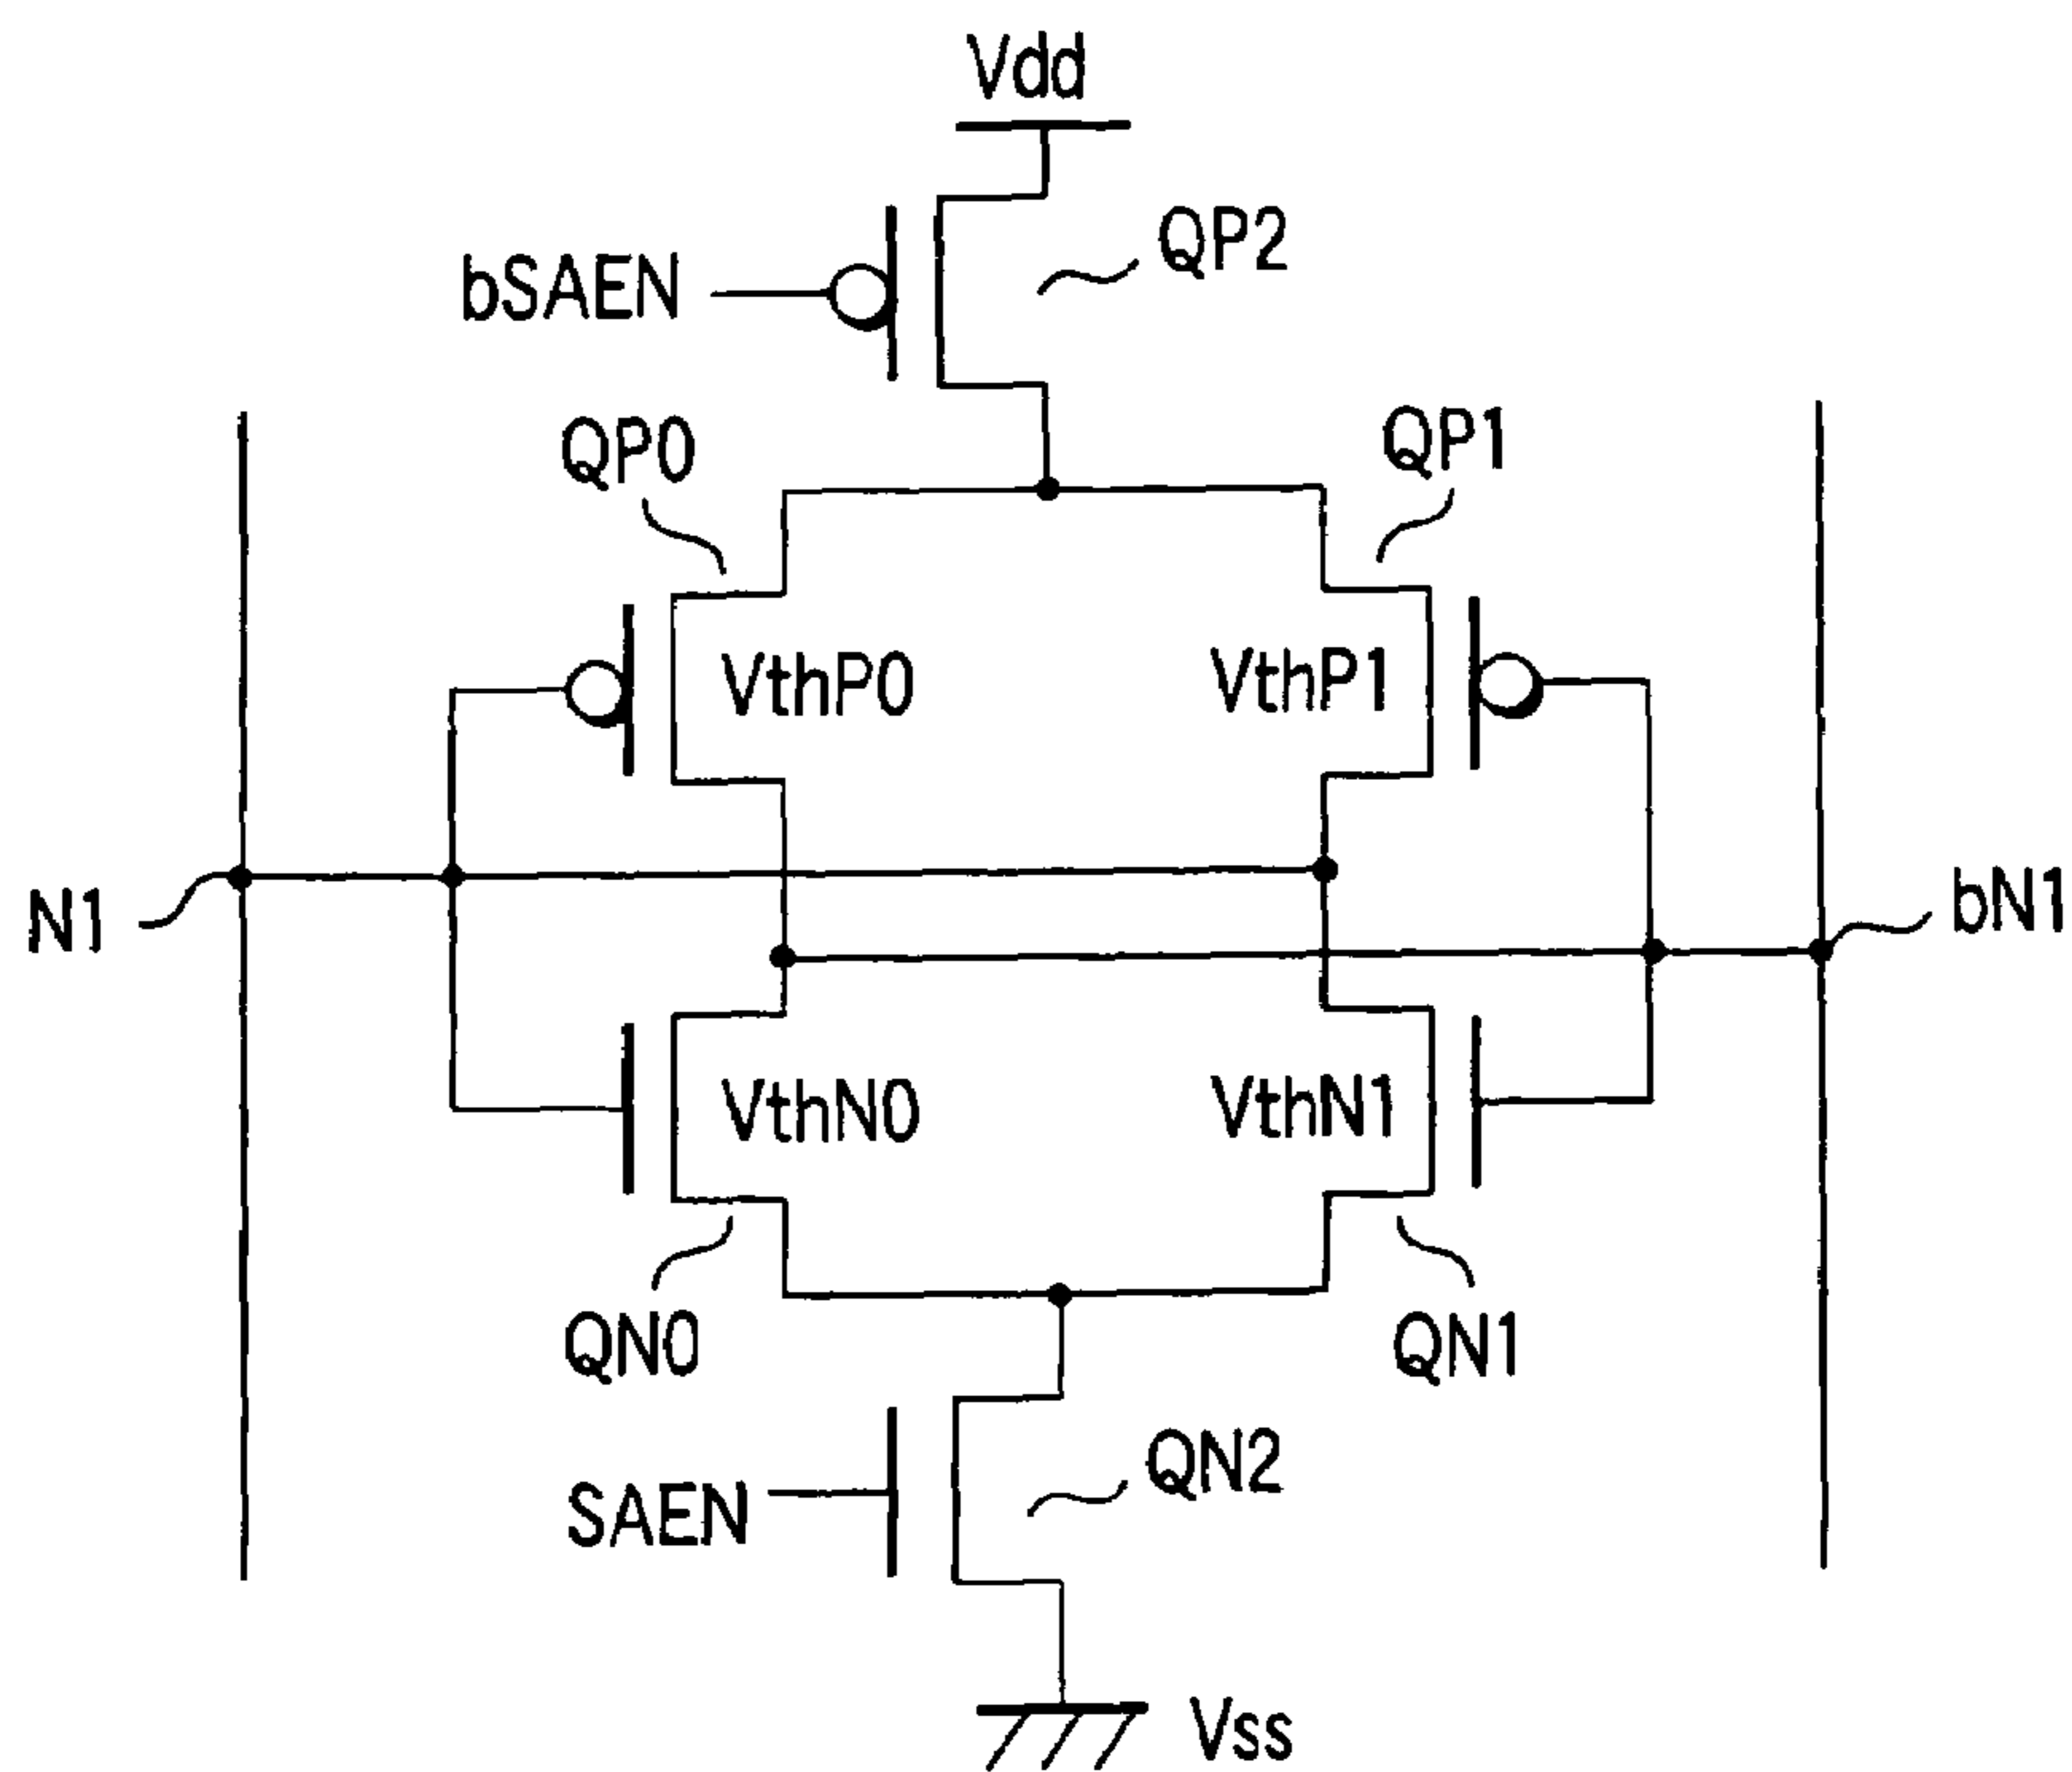 Vdd
QP2
bSAEN
QP0
QP1
VthP0
VthP1
N1
bN1
VthN0
VthN1
QN0
QN1
QN2
SAEN
Vss